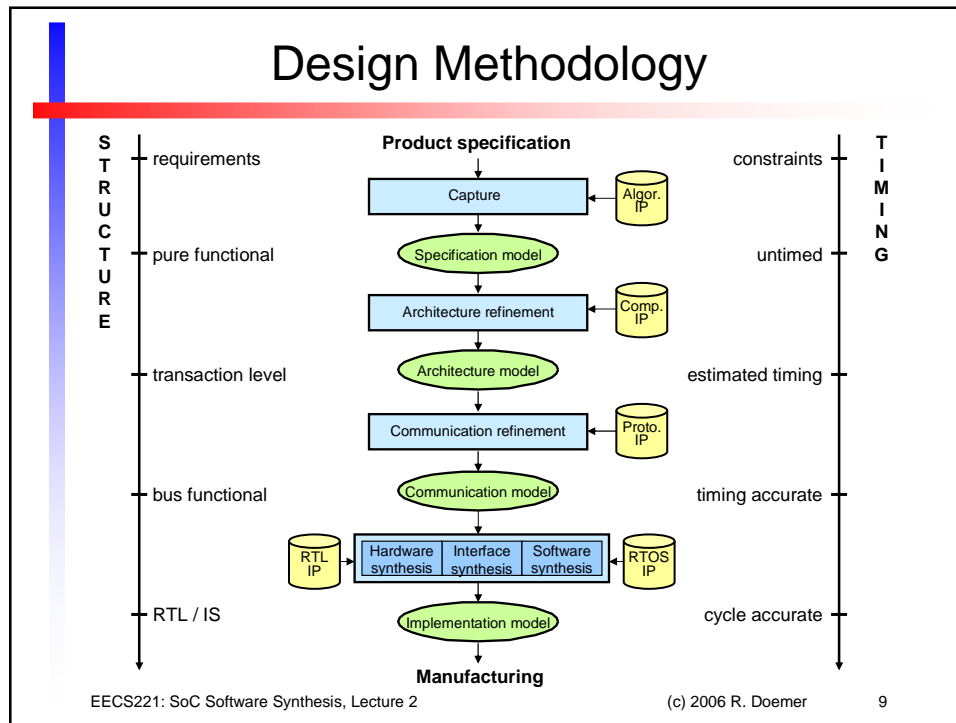 Design Methodology
STRUCTURE
TIMING
Product specification
requirements
constraints
Capture
Algor.
IP
pure functional
Specification model
untimed
Architecture refinement
Comp.
IP
transaction level
Architecture model
estimated timing
Communication refinement
Proto.
IP
bus functional
Communication model
timing accurate
RTL
IP
Hardware
synthesis
Interface
synthesis
Software
synthesis
RTOS
IP
RTL / IS
Implementation model
cycle accurate
Manufacturing
EECS221: SoC Software Synthesis, Lecture 2
(c) 2006 R. Doemer
9